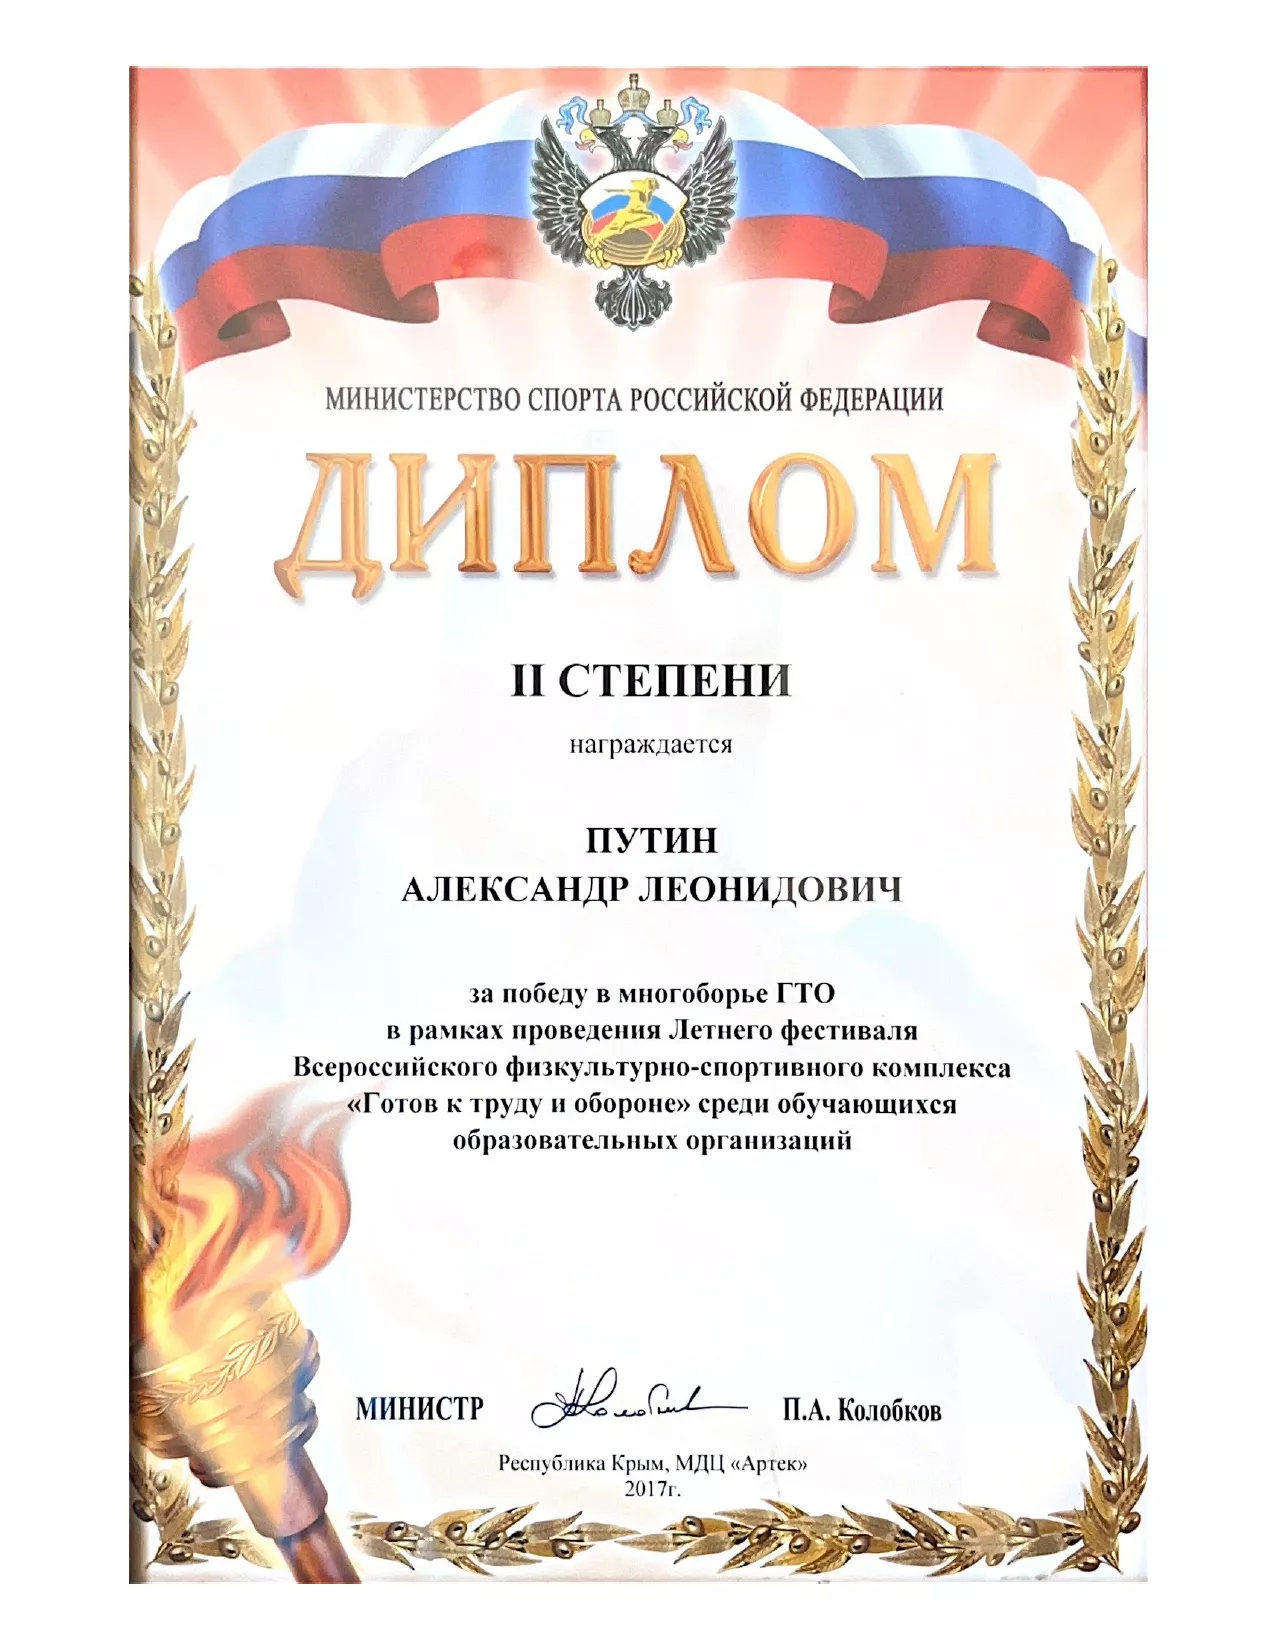 МИНИСТЕРСТВО СПОРТА РОССИЙСКОЙ ФЕДЕРАЦИИ
ДИПЛОМ
II СТЕПЕНИ
награждается
ПУТИН
АЛЕКСАНДР ЛЕОНИДОВИЧ
за победу в многоборье ГТО
в рамках проведения Летнего фестиваля
Всероссийского физкультурно-спортивного комплекса
«Готов к труду и обороне» среди обучающихся
образовательных организаций
МИНИСТР П.А. Колобков
Республика Крым, МДЦ «Артек»
2017г.